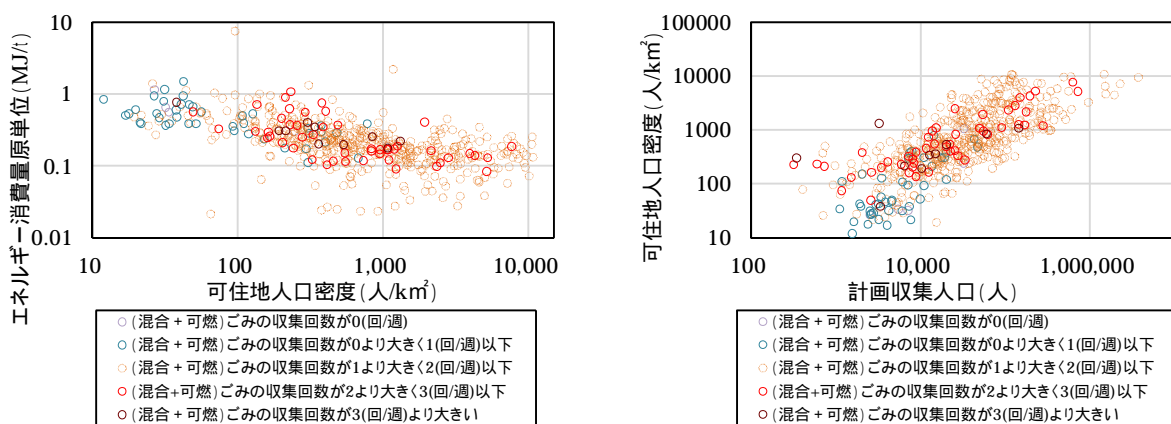 エネルギー消費量原単位(MJ/t)
10
1
0.1
0.01
10
100
1,000
10,000
可住地人口密度(人/km²)
(混合+可燃)ごみの収集回数が0(回/週)
(混合+可燃)ごみの収集回数が0より大きく1(回/週)以下
(混合+可燃)ごみの収集回数が1より大きく2(回/週)以下
(混合+可燃)ごみの収集回数が2より大きく3(回/週)以下
(混合+可燃)ごみの収集回数が3(回/週)より大きい
可住地人口密度(人/km²)
100000
10000
1000
100
10
100
10,000
1,000,000
計画収集人口(人)
(混合+可燃)ごみの収集回数が0(回/週)
(混合+可燃)ごみの収集回数が0より大きく1(回/週)以下
(混合+可燃)ごみの収集回数が1より大きく2(回/週)以下
(混合+可燃)ごみの収集回数が2より大きく3(回/週)以下
(混合+可燃)ごみの収集回数が3(回/週)より大きい